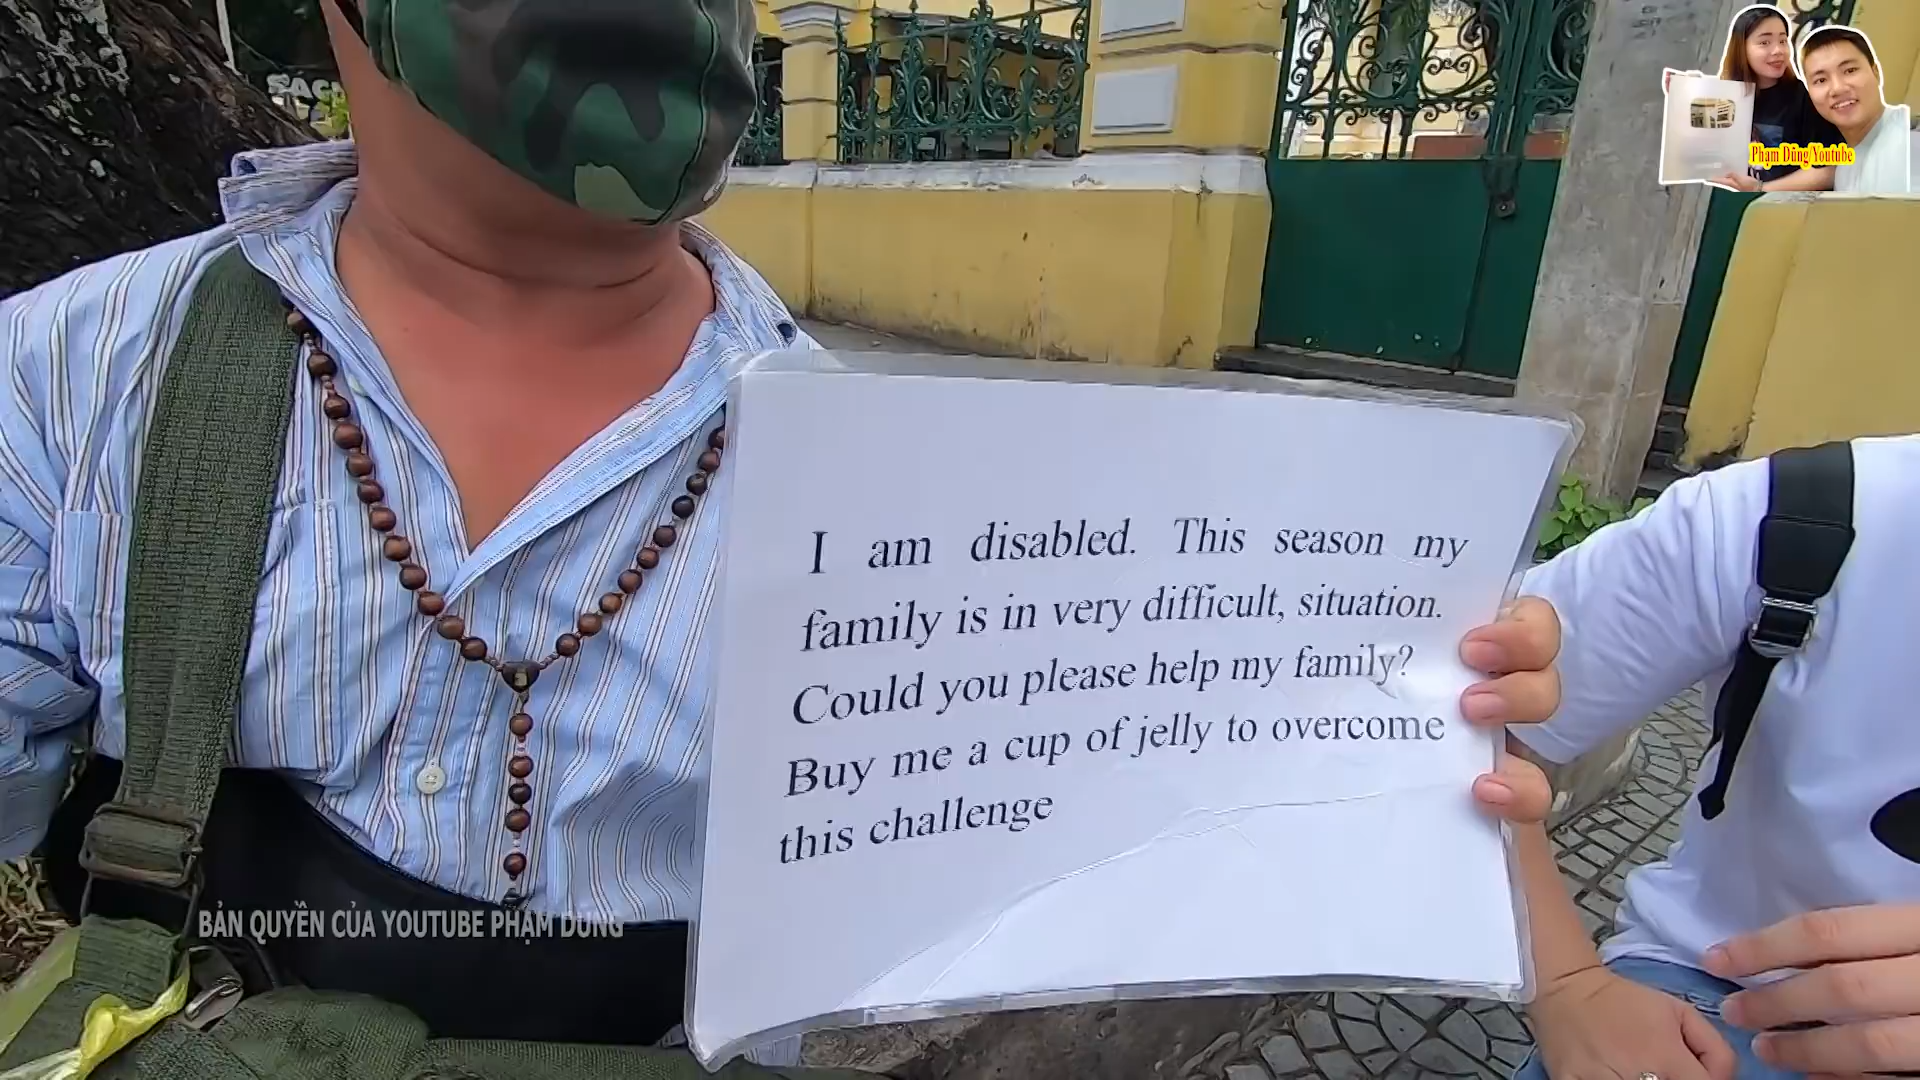 SACH
Phạm Dũng Youtube
I am disabled. This season my
family is in very difficult, situation.
Could you please help my family?
Buy me a cup of jelly to overcome
this challenge
BẢN QUYỀN CỦA YOUTUBE PHẠM DŨNG